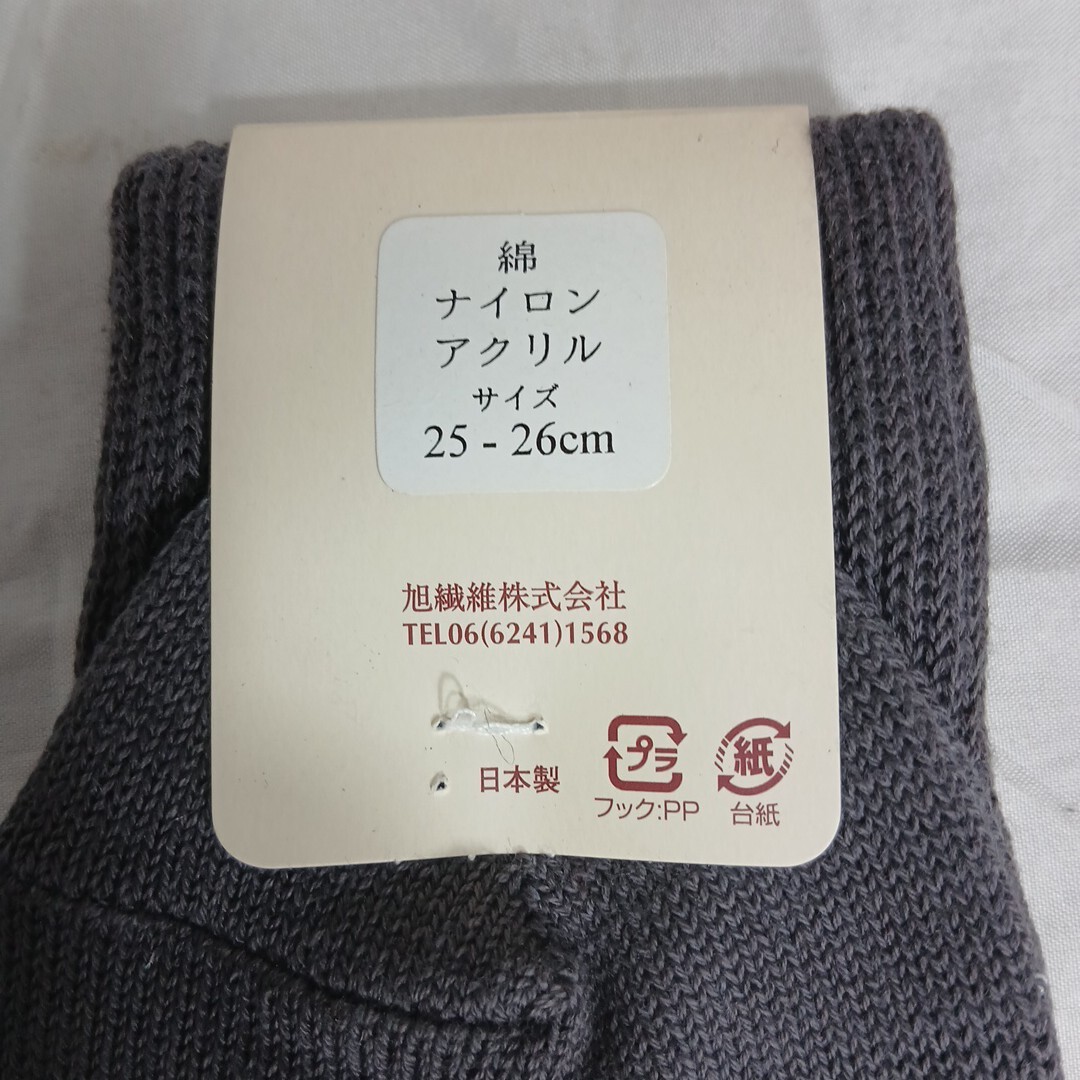 綿
ナイロン
アクリル
サイズ
25 - 26cm
旭繊維株式会社
TEL06(6241)1568
日本製
プラ
フック:PP
紙
台紙